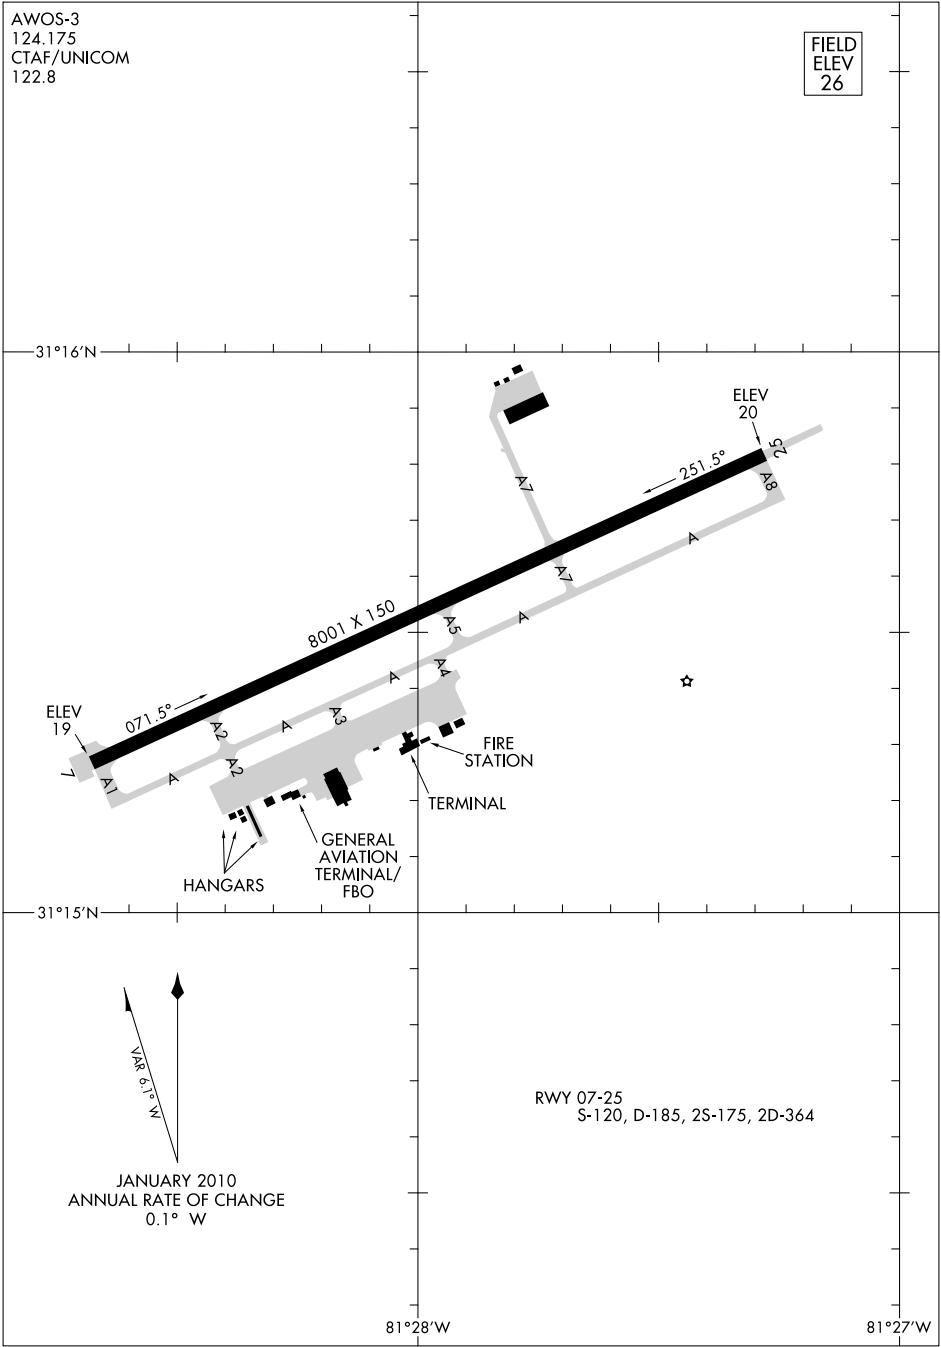 AWOS-3
124.175
CTAF/UNICOM
122.8
FIELD
ELEV
26
31°16'N
ELEV
20
25
251.5°
A8
A7
A
A7
A
8001 X 150
A5
A4
A
ELEV
19
071.5°
A2
A
A3
A2
7
A1
A
FIRE
STATION
TERMINAL
GENERAL
AVIATION
TERMINAL/
FBO
HANGARS
31°15'N
VAR 6.1° W
JANUARY 2010
ANNUAL RATE OF CHANGE
0.1° W
RWY 07-25
S-120, D-185, 2S-175, 2D-364
81°28'W
81°27'W